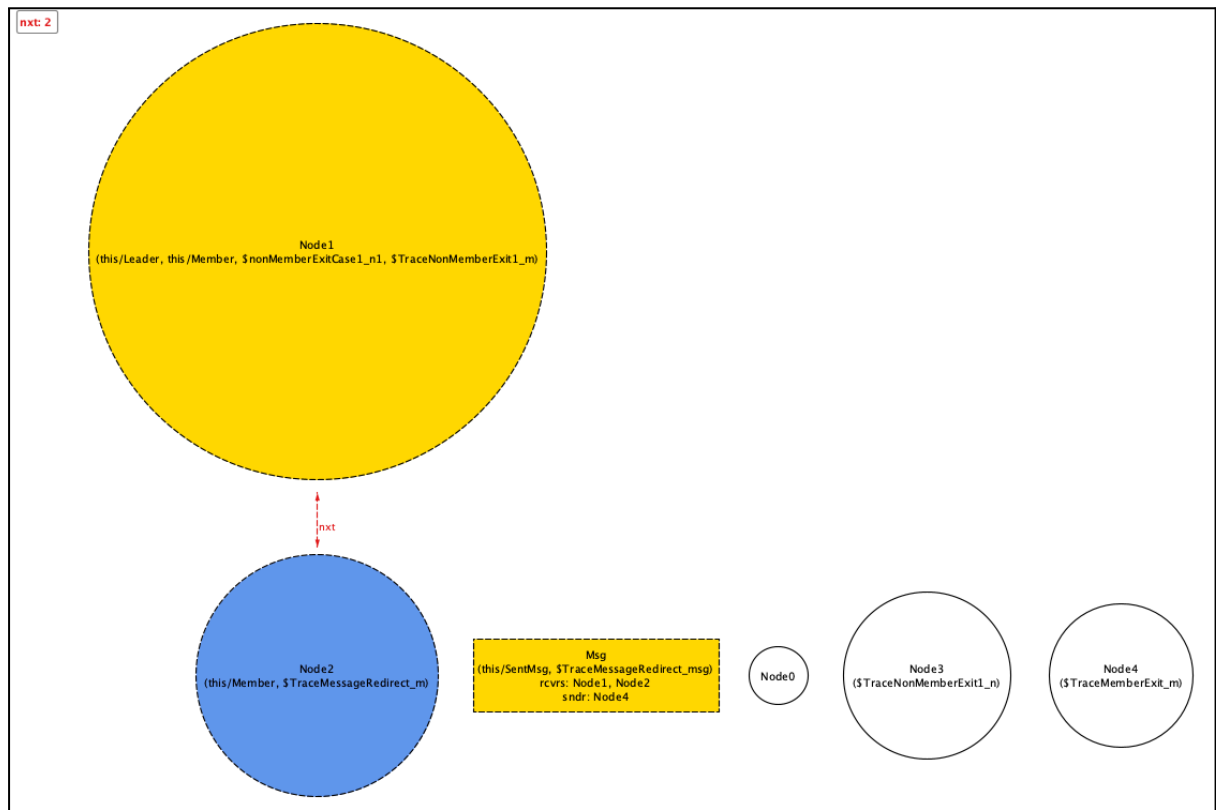 nxt: 2
Node1
(this/Leader, this/Member, $nonMemberExitCase1_n1, $TraceNonMemberExit1_m)
nxt
Node2
(this/Member, $TraceMessageRedirect_m)
Msg
(this/SentMsg, $TraceMessageRedirect_msg)
rcvrs: Node1, Node2
sndr: Node4
Node0
Node3
($TraceNonMemberExit1_n)
Node4
($TraceMemberExit_m)